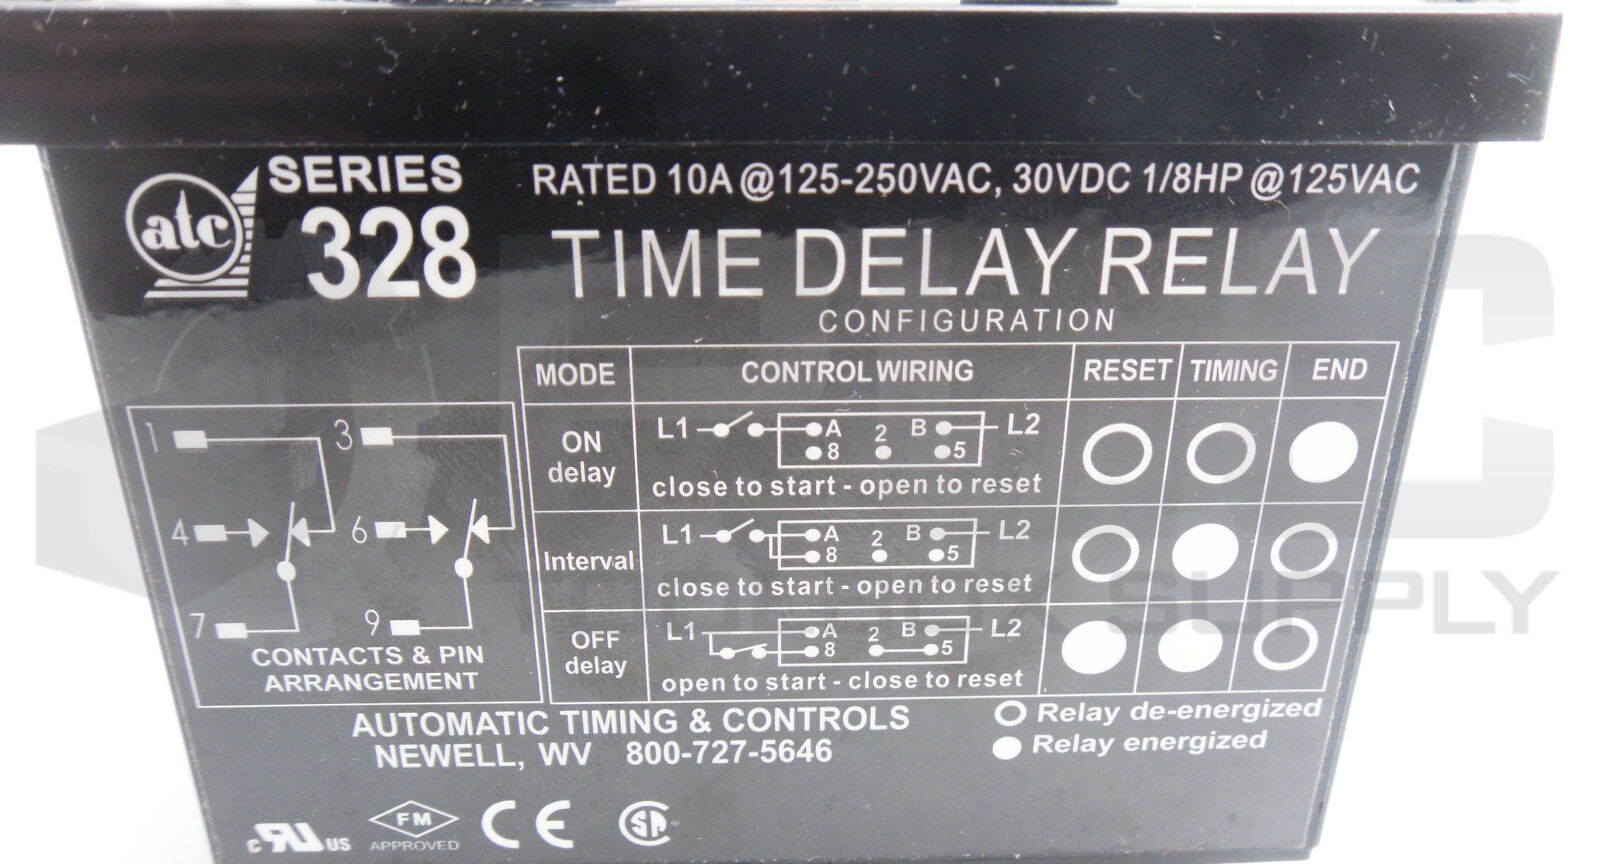 atc
SERIES
328
RATED 10A @ 125-250VAC, 30VDC 1/8HP @ 125VAC
TIME DELAY RELAY
CONFIGURATION
MODE CONTROL WIRING RESET TIMING END
ON
delay
L1 A 2 B L2
8 5
close to start - open to reset
Interval
L1 A 2 B L2
8 5
close to start - open to reset
OFF
delay
L1 A 2 B L2
8 5
open to start - close to reset
1 3
4 6
7 9
CONTACTS & PIN
ARRANGEMENT
AUTOMATIC TIMING & CONTROLS
NEWELL, WV 800-727-5646
Relay de-energized
Relay energized
C RU US
FM
APPROVED
CE
SA
SUPPLY